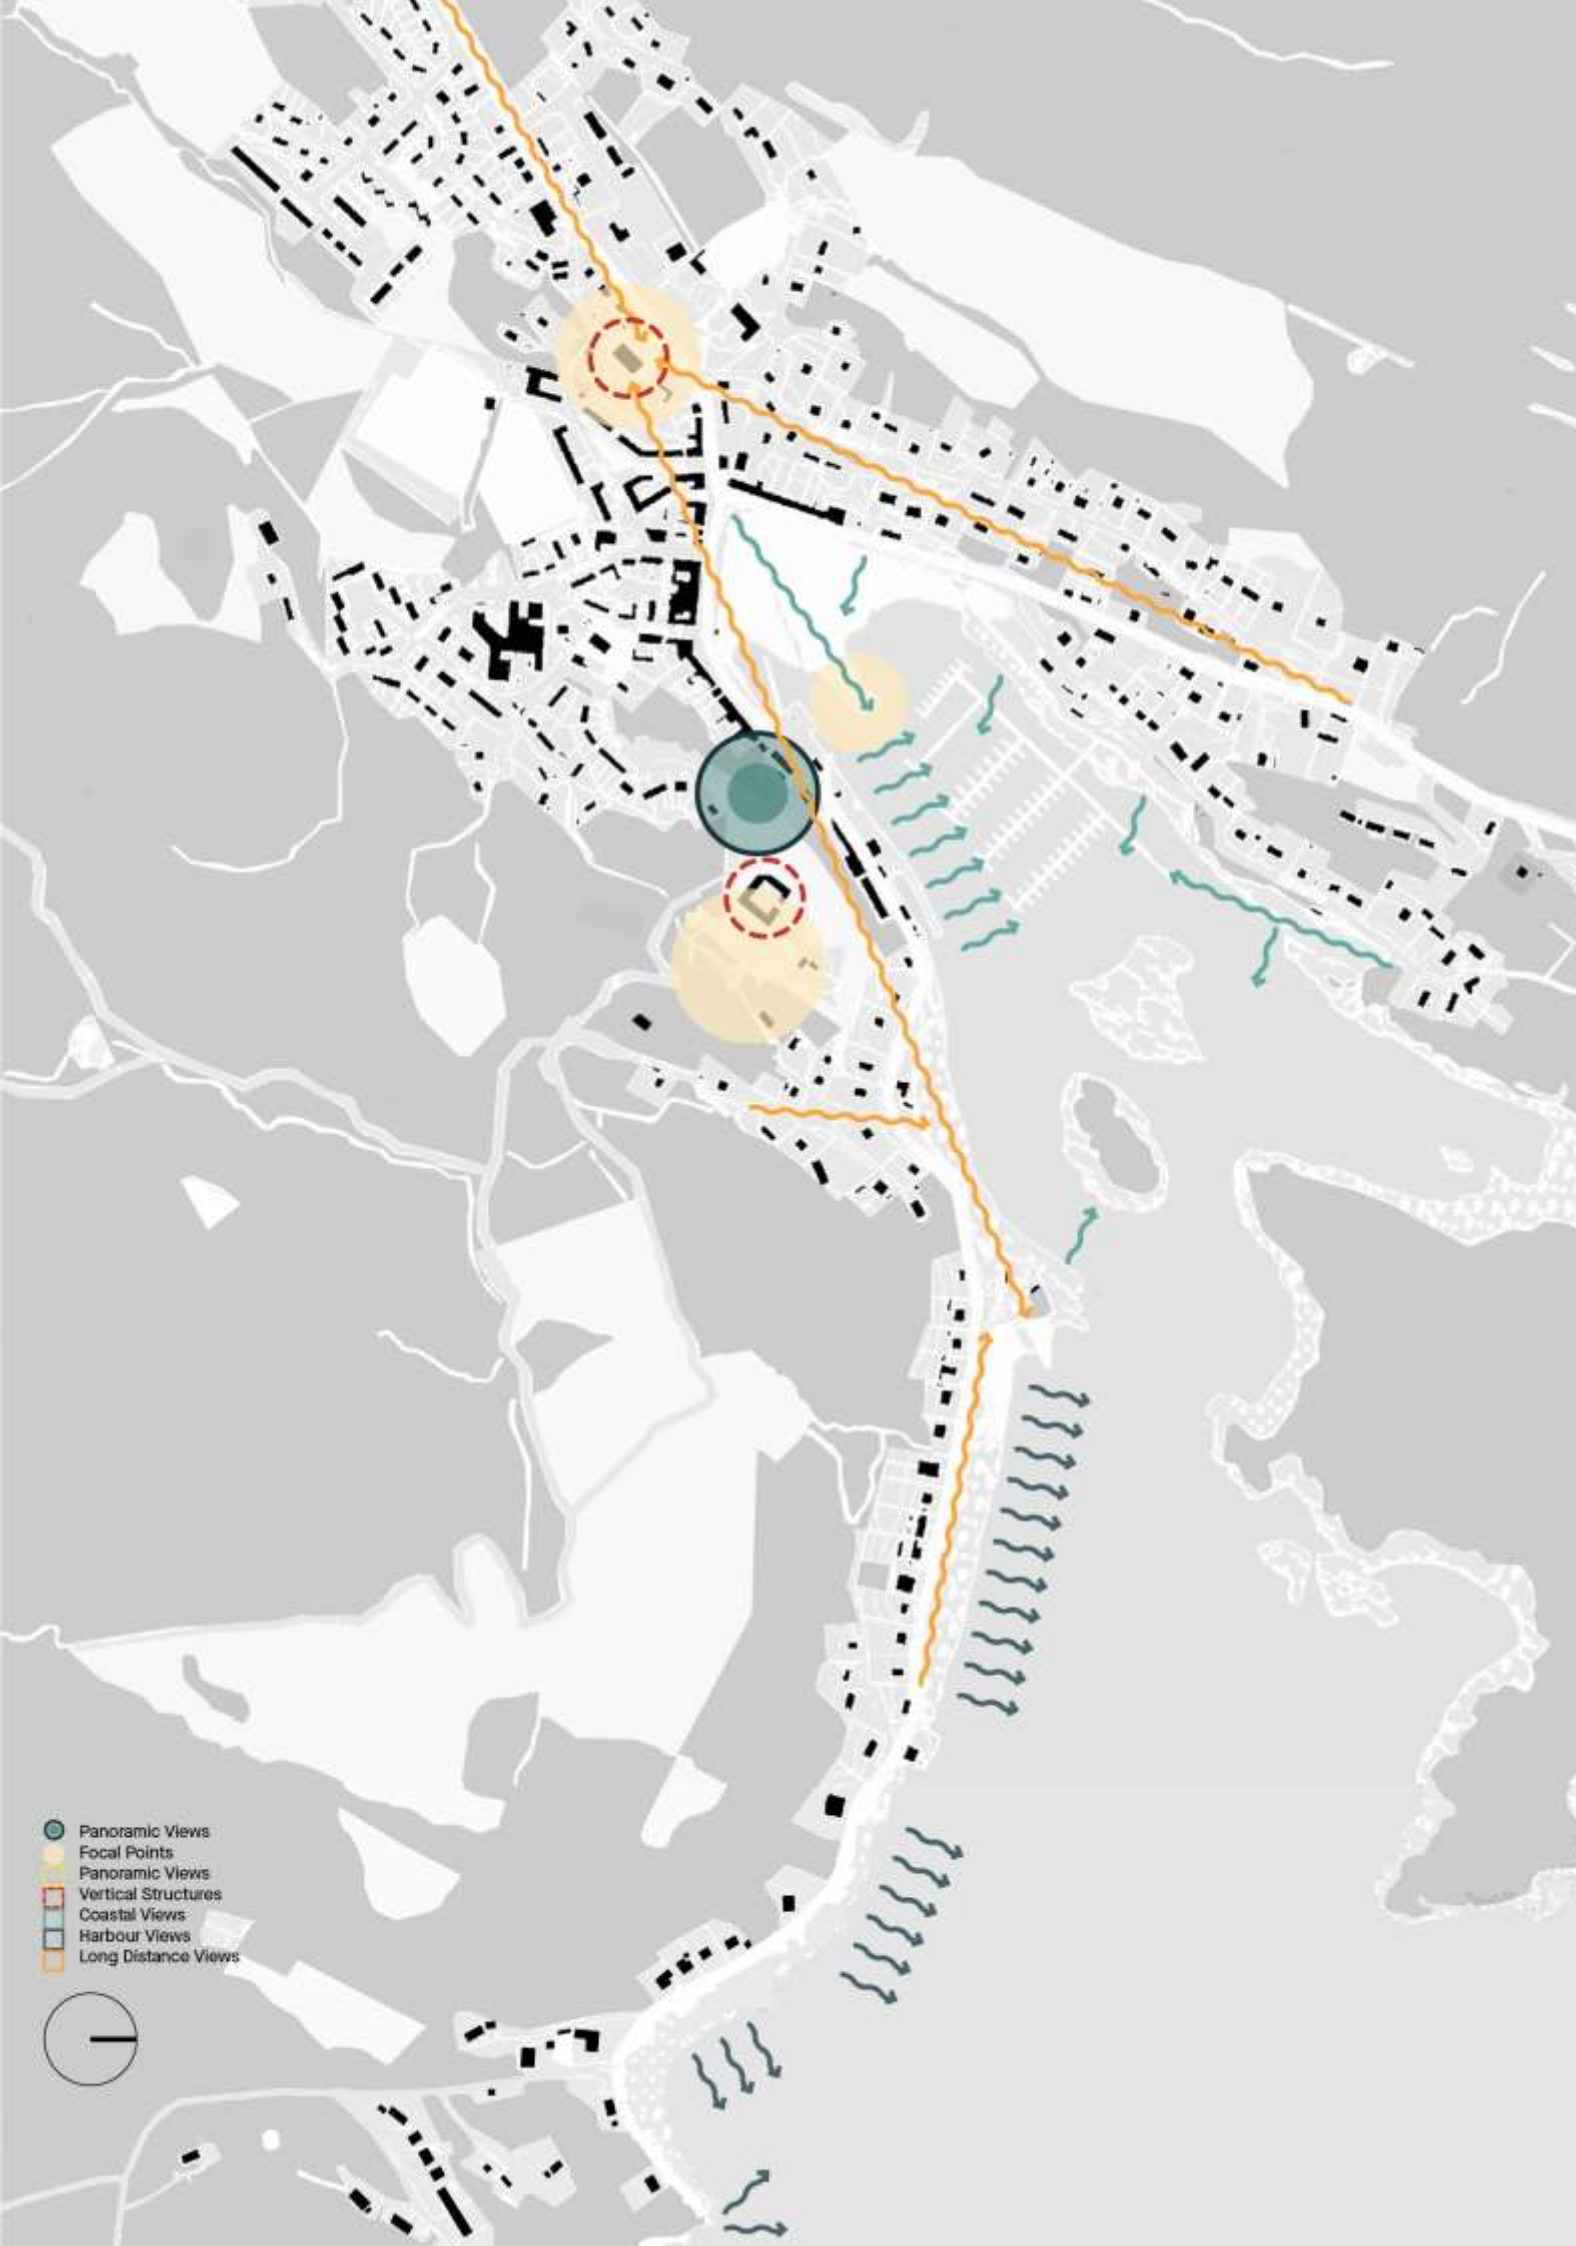 Panoramic Views
Focal Points
Panoramic Views
Vertical Structures
Coastal Views
Harbour Views
Long Distance Views